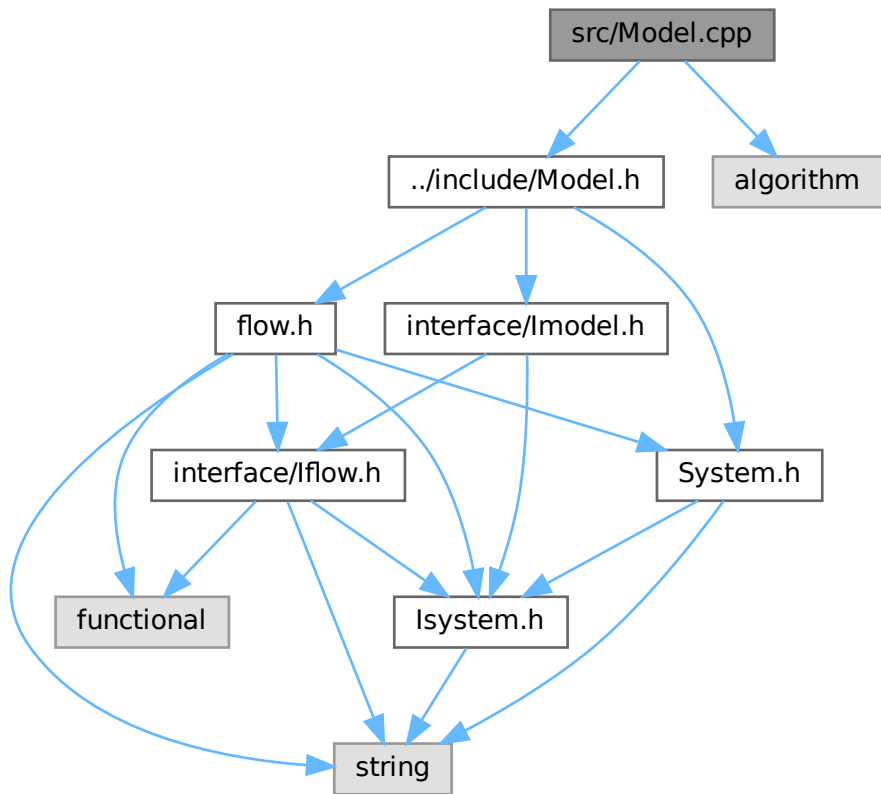 src/Model.cpp
../include/Model.h
algorithm
flow.h
interface/Imodel.h
interface/Iflow.h
System.h
functional
Isystem.h
string